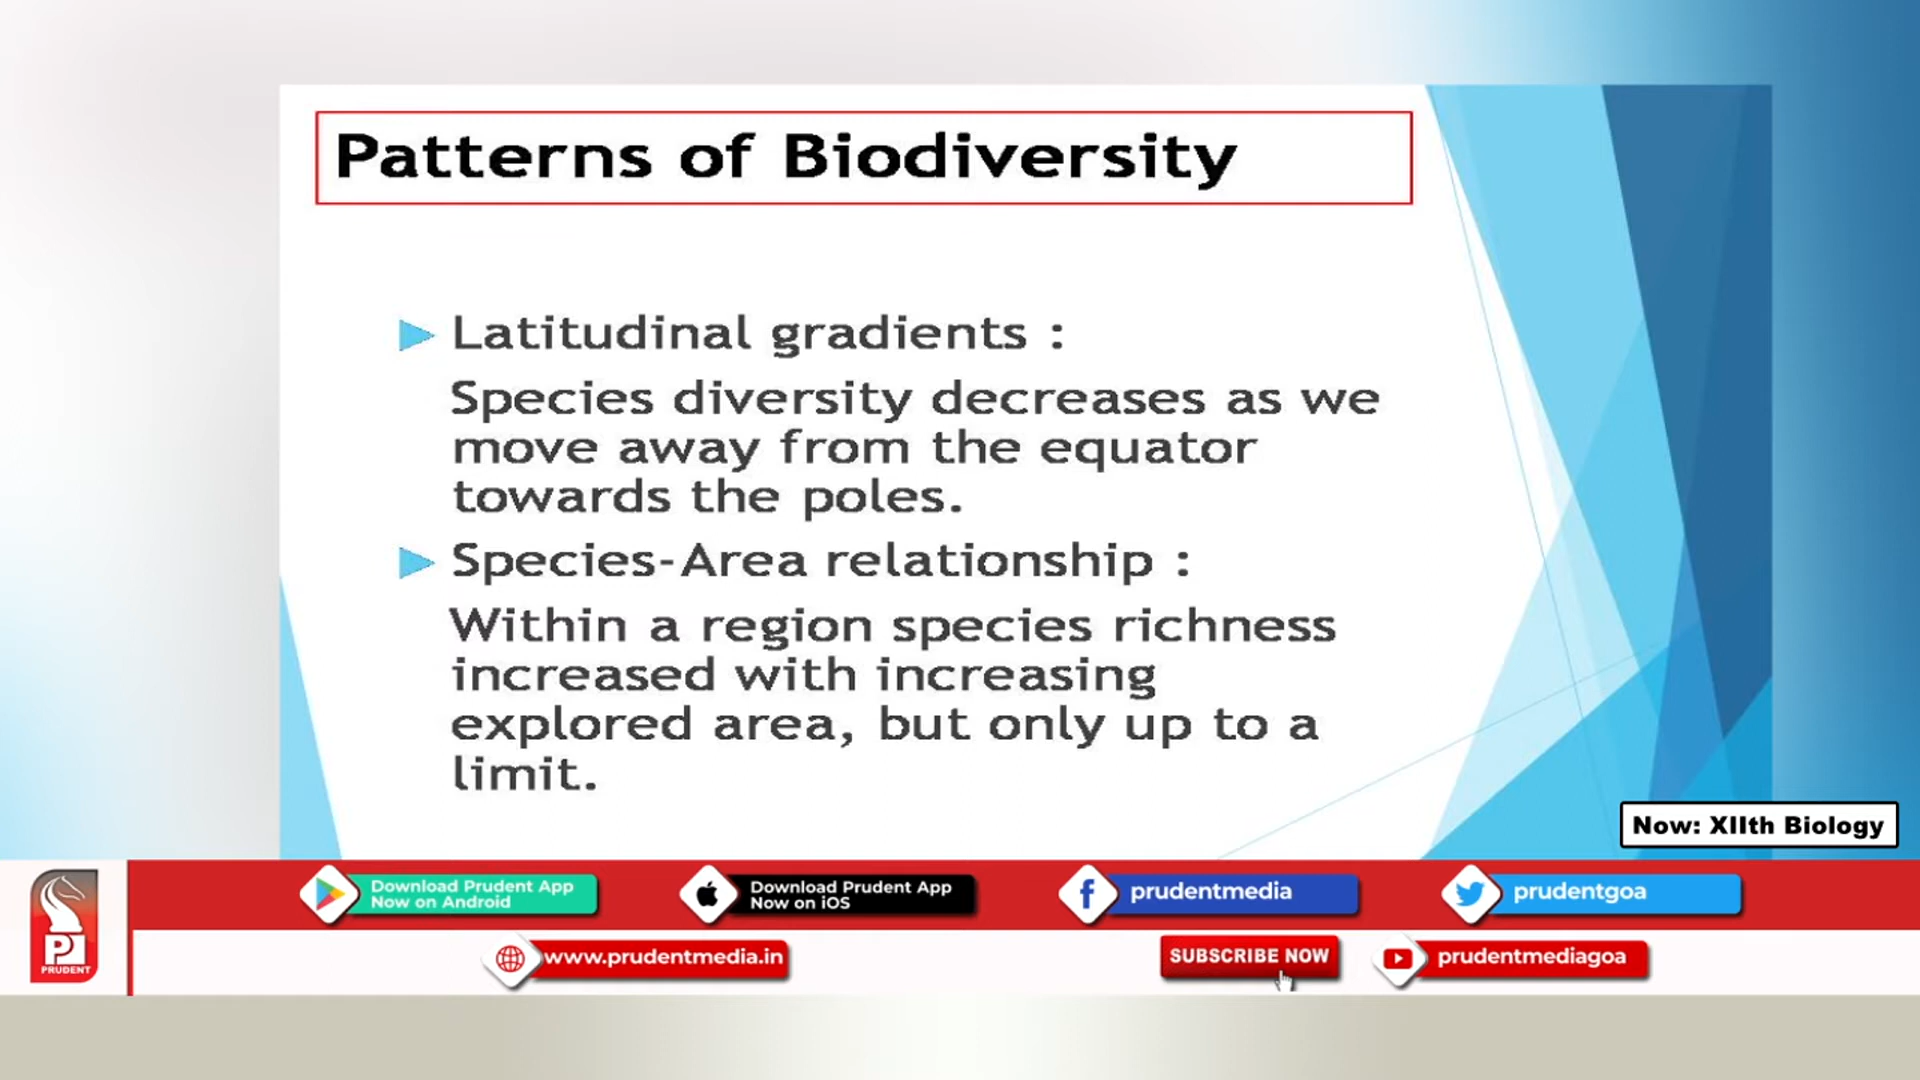 Patterns of Biodiversity
Latitudinal gradients :
Species diversity decreases as we
move away from the equator
towards the poles.
Species-Area relationship :
Within a region species richness
increased with increasing
explored area, but only up to a
limit.
Now: XIIth Biology
Download Prudent App
Now on Android
Download Prudent App
Now on iOS
prudentmedia
prudentgoa
PRUDENT
www.prudentmedia.in
SUBSCRIBE NOW
prudentmediagoa